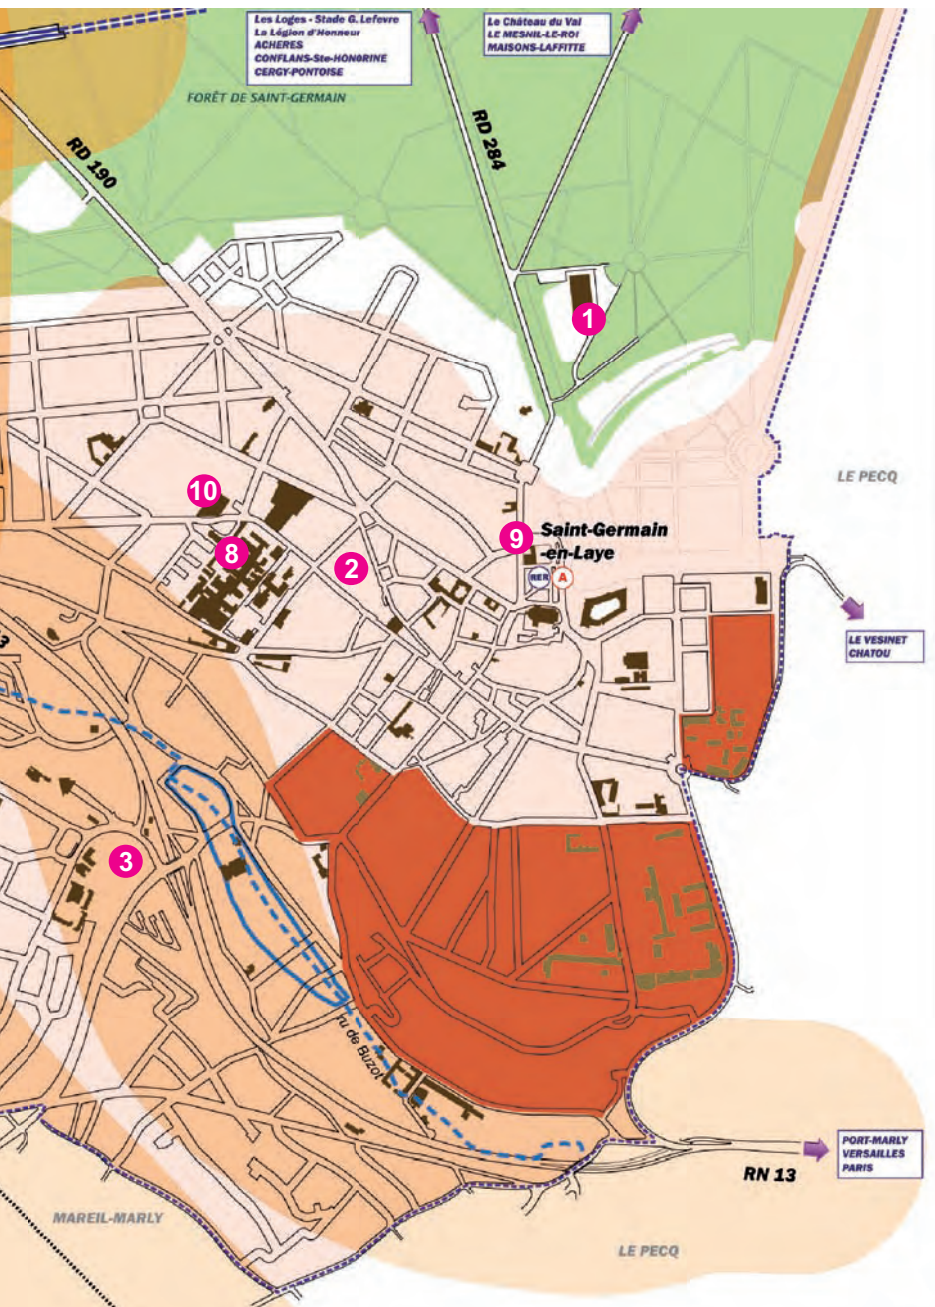 Les Loges - Stade G. Lefevre
La Légion d'Honneur
ACHERES
CONFLANS-Ste-HONORINE
CERGY-PONTOISE
Le Château du Val
LE MESNIL-LE-ROI
MAISONS-LAFFITTE
FORÊT DE SAINT-GERMAIN
RD 190
RD 284
1
LE PECQ
10
9
Saint-Germain
-en-Laye
8
2
RER
A
LE VESINET
CHATOU
3
3
ru de Buzot
PORT-MARLY
VERSAILLES
PARIS
RN 13
MAREIL-MARLY
LE PECQ